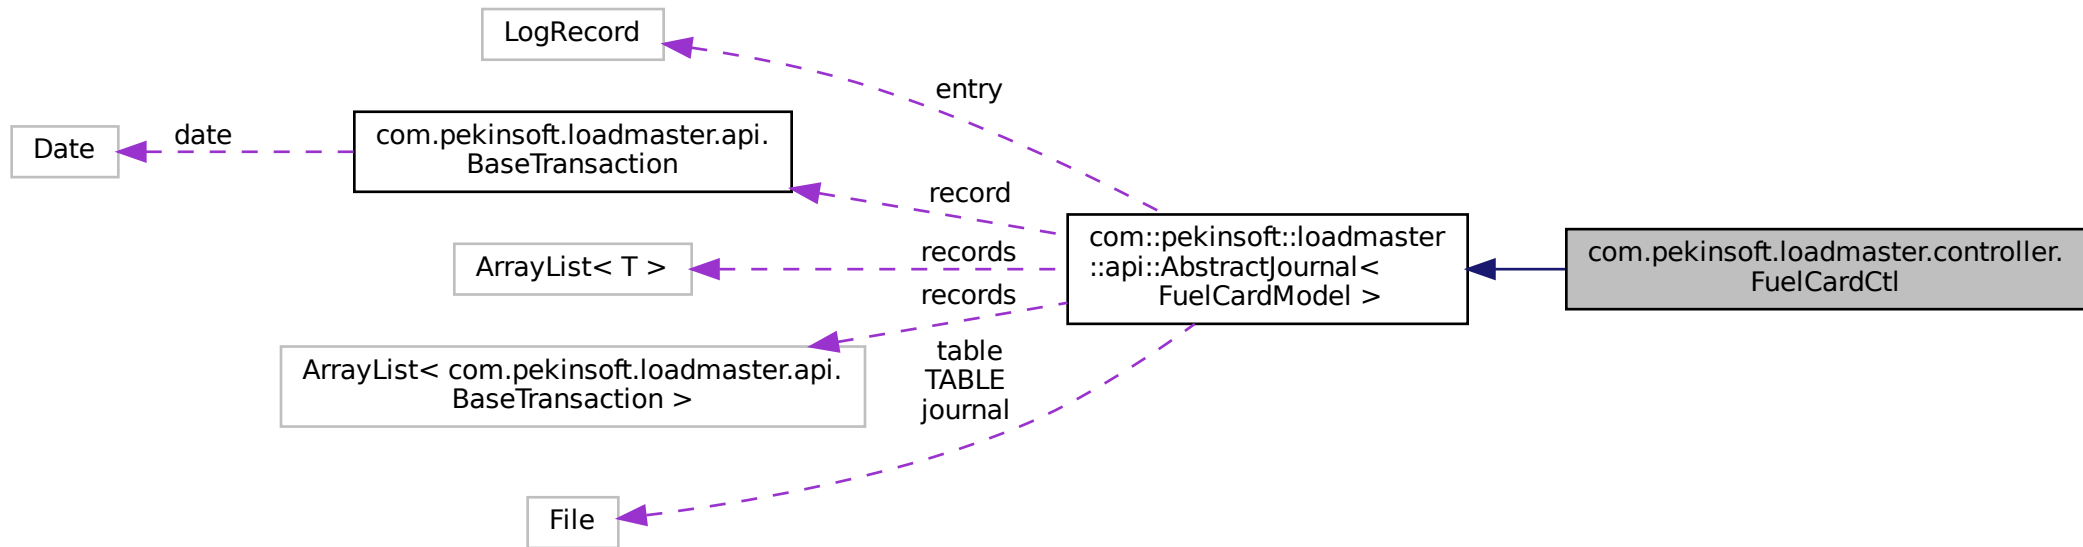 LogRecord
entry
Date
date
com.pekinsoft.loadmaster.api.
BaseTransaction
record
ArrayList< T >
records
records
ArrayList< com.pekinsoft.loadmaster.api.
BaseTransaction >
table
TABLE
journal
File
com::pekinsoft::loadmaster
::api::AbstractJournal<
FuelCardModel >
com.pekinsoft.loadmaster.controller.
FuelCardCtl